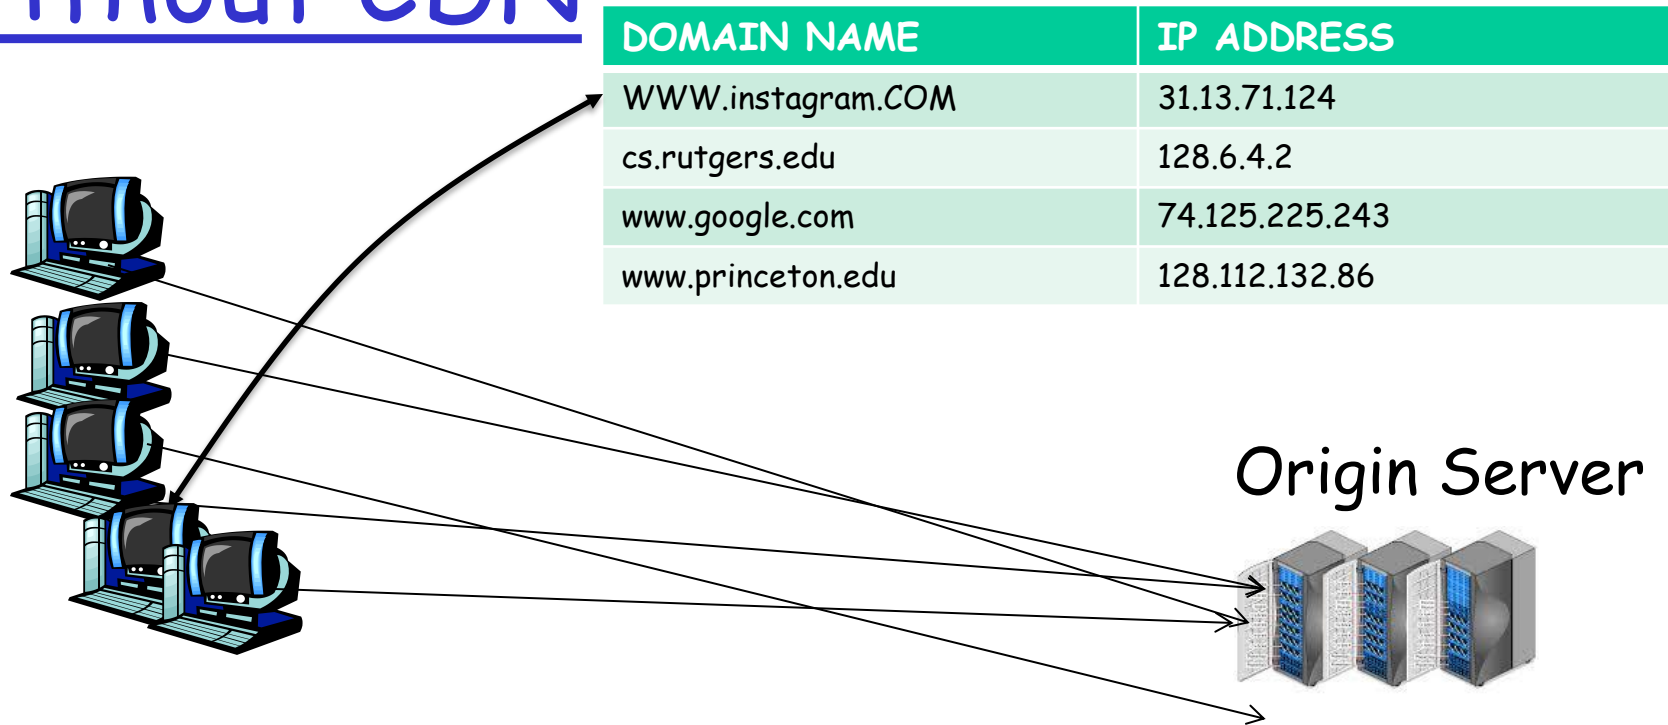 CDN
DOMAIN NAME IP ADDRESS
WWW.instagram.COM 31.13.71.124
cs.rutgers.edu 128.6.4.2
www.google.com 74.125.225.243
www.princeton.edu 128.112.132.86
Origin Server